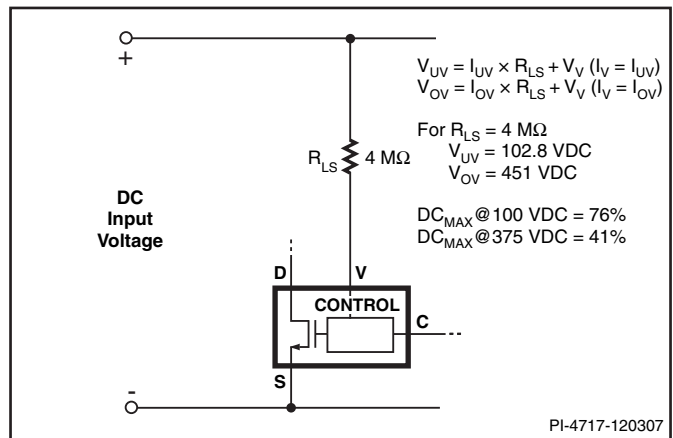 +
V_UV = I_UV × R_LS + V_V (I_V = I_UV)
V_OV = I_OV × R_LS + V_V (I_V = I_OV)
For R_LS = 4 MΩ
V_UV = 102.8 VDC
V_OV = 451 VDC
DC_MAX@100 VDC = 76%
DC_MAX@375 VDC = 41%
R_LS 4 MΩ
DC
Input
Voltage
D V
CONTROL
C
S
-
PI-4717-120307